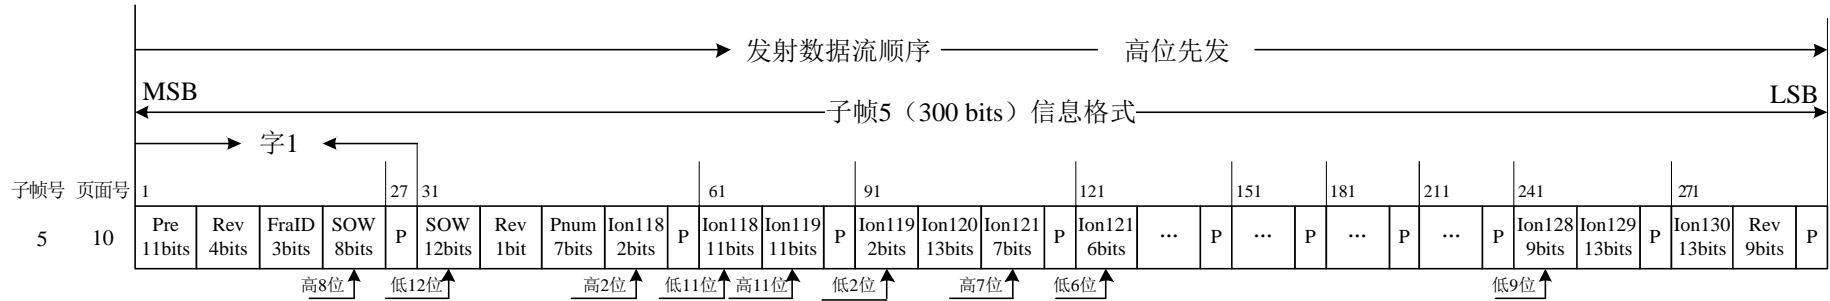 发射数据流顺序 高位先发
MSB LSB
子帧5（300 bits）信息格式
字1
子帧号 页面号 1 27 31 61 91 121 151 181 211 241 271
5 10 Pre 11bits Rev 4bits FraID 3bits SOW 8bits P SOW 12bits Rev 1bit Pnum 7bits Ion118 2bits P Ion118 11bits Ion119 11bits P Ion119 2bits Ion120 13bits Ion121 7bits P Ion121 6bits … P … P … P … P Ion128 9bits Ion129 13bits P Ion130 13bits Rev 9bits P
高8位 低12位 高2位 低11位 高11位 低2位 高7位 低6位 低9位